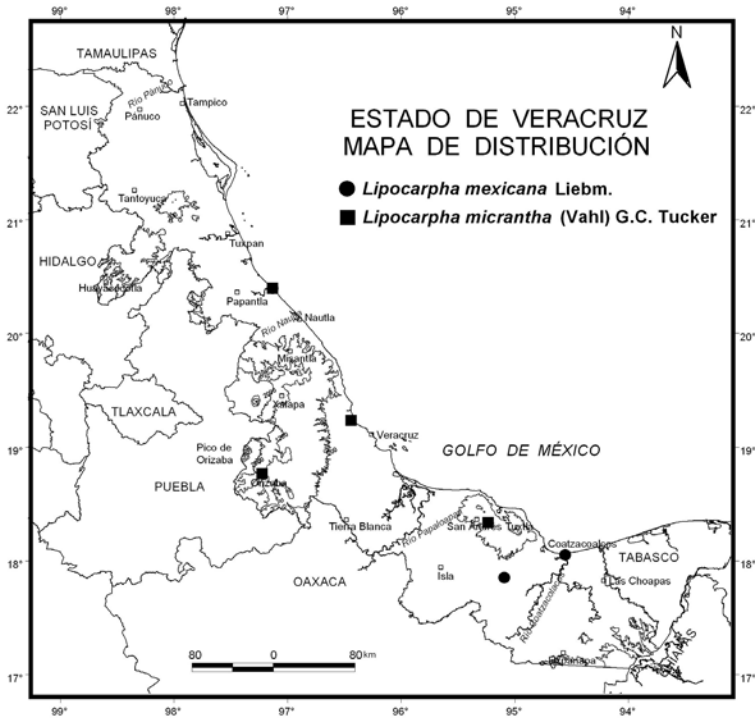 99° 98° 97° 96° 95° 94°
N
TAMAULIPAS
Río Pánuco
Tampico
22° 22°
Pánuco
SAN LUIS
POTOSÍ
ESTADO DE VERACRUZ
MAPA DE DISTRIBUCIÓN
Lipocarpha mexicana Liebm.
Lipocarpha micrantha (Vahl) G.C. Tucker
Tantoyuca
21° 21°
Tuxpan
HIDALGO
Huayacocotla
Papantla
Nautla
Río Nautla
20° 20°
Misantla
Xalapa
TLAXCALA
Veracruz
19° 19°
GOLFO DE MÉXICO
Pico de
Orizaba
Orizaba
PUEBLA
Tierra Blanca
Río Papaloapan
San Andrés Tuxtla
Coatzacoalcos
18° 18°
TABASCO
OAXACA
Isla
Las Choapas
Río Coatzacoalcos
80 0 80 km
17° 17°
99° 98° 97° 96° 95° 94°